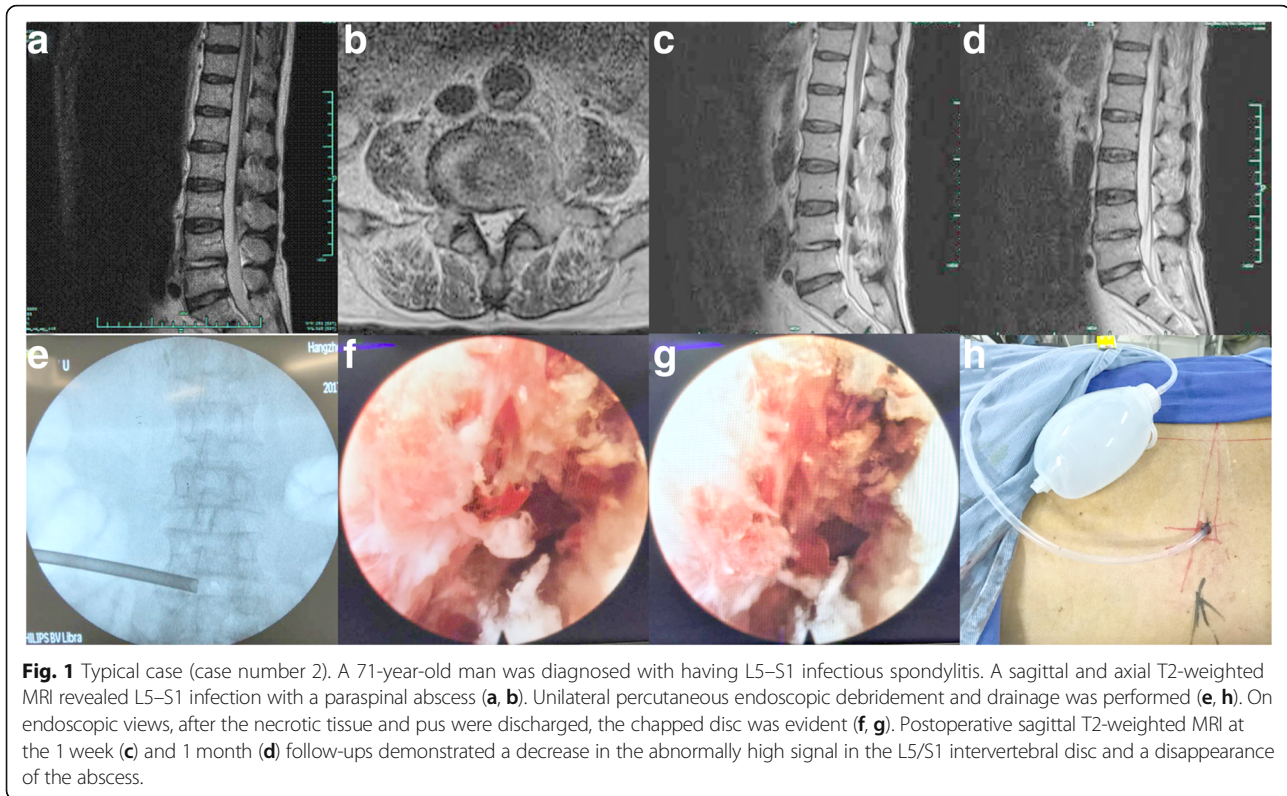 a
b
c
d
e
U
Hangzh
201
HILIPS BV Libra
f
g
h
Fig. 1 Typical case (case number 2). A 71-year-old man was diagnosed with having L5–S1 infectious spondylitis. A sagittal and axial T2-weighted
MRI revealed L5–S1 infection with a paraspinal abscess (a, b). Unilateral percutaneous endoscopic debridement and drainage was performed (e, h). On
endoscopic views, after the necrotic tissue and pus were discharged, the chapped disc was evident (f, g). Postoperative sagittal T2-weighted MRI at
the 1 week (c) and 1 month (d) follow-ups demonstrated a decrease in the abnormally high signal in the L5/S1 intervertebral disc and a disappearance
of the abscess.